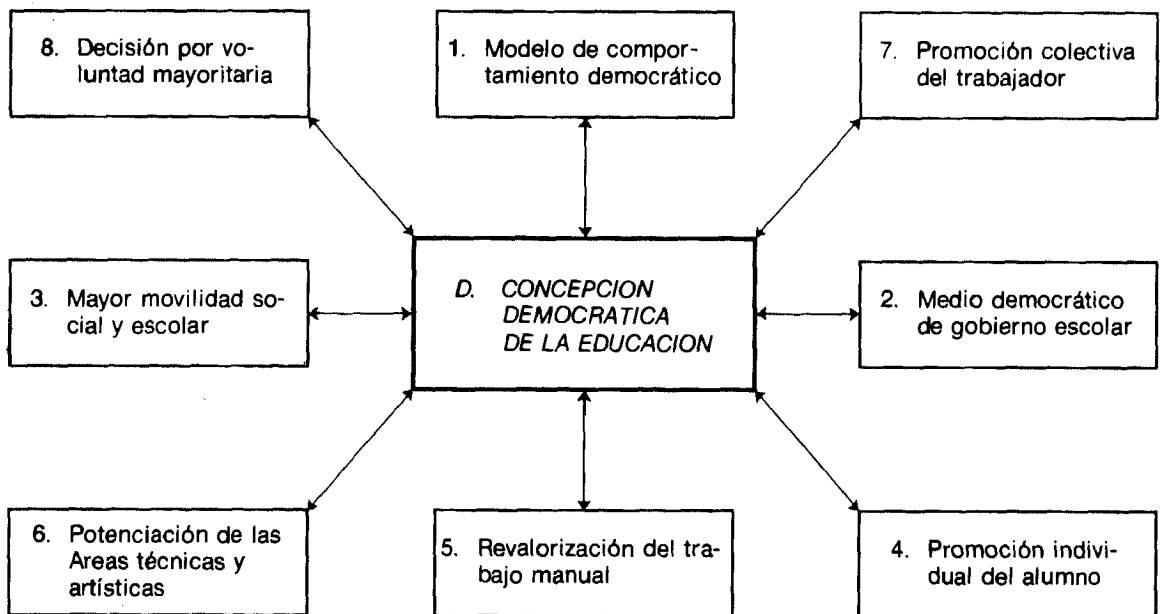 8. Decisión por vo-
luntad mayoritaria
1. Modelo de compor-
tamiento democrático
7. Promoción colectiva
del trabajador
3. Mayor movilidad so-
cial y escolar
D. CONCEPCION
DEMOCRATICA
DE LA EDUCACION
2. Medio democrático
de gobierno escolar
6. Potenciación de las
Areas técnicas y
artísticas
5. Revalorización del tra-
bajo manual
4. Promoción indivi-
dual del alumno